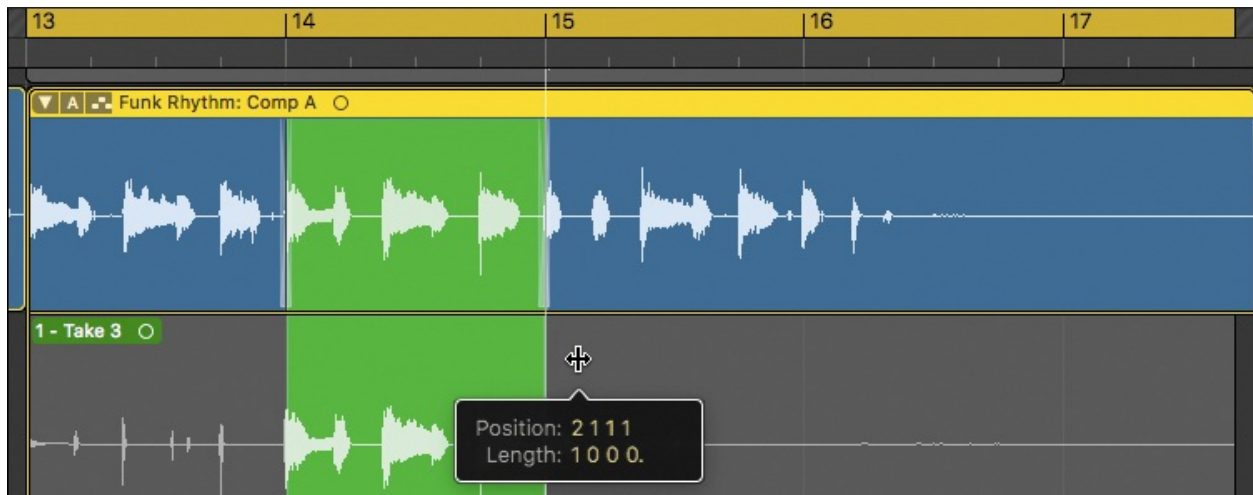 13 14 15 16 17
A Funk Rhythm: Comp A
1 - Take 3
Position: 2 1 1 1
Length: 1 0 0 0.